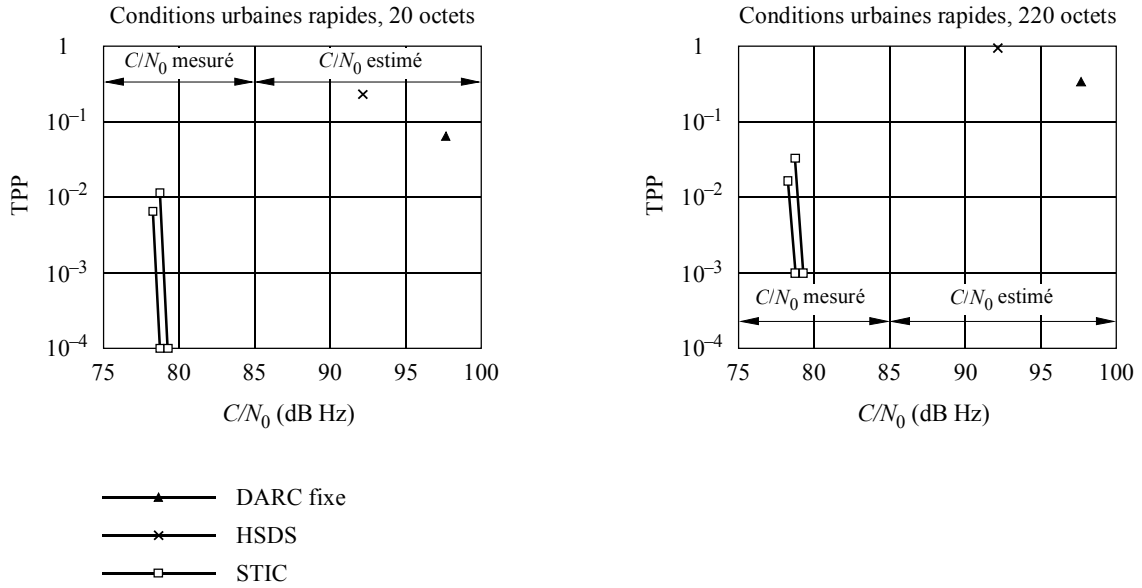 Conditions urbaines rapides, 20 octets
C/N0 mesuré
C/N0 estimé
1
10–1
10–2
10–3
10–4
TPP
75 80 85 90 95 100
C/N0 (dB Hz)
Conditions urbaines rapides, 220 octets
1
10–1
10–2
10–3
10–4
TPP
C/N0 mesuré
C/N0 estimé
75 80 85 90 95 100
C/N0 (dB Hz)
DARC fixe
HSDS
STIC